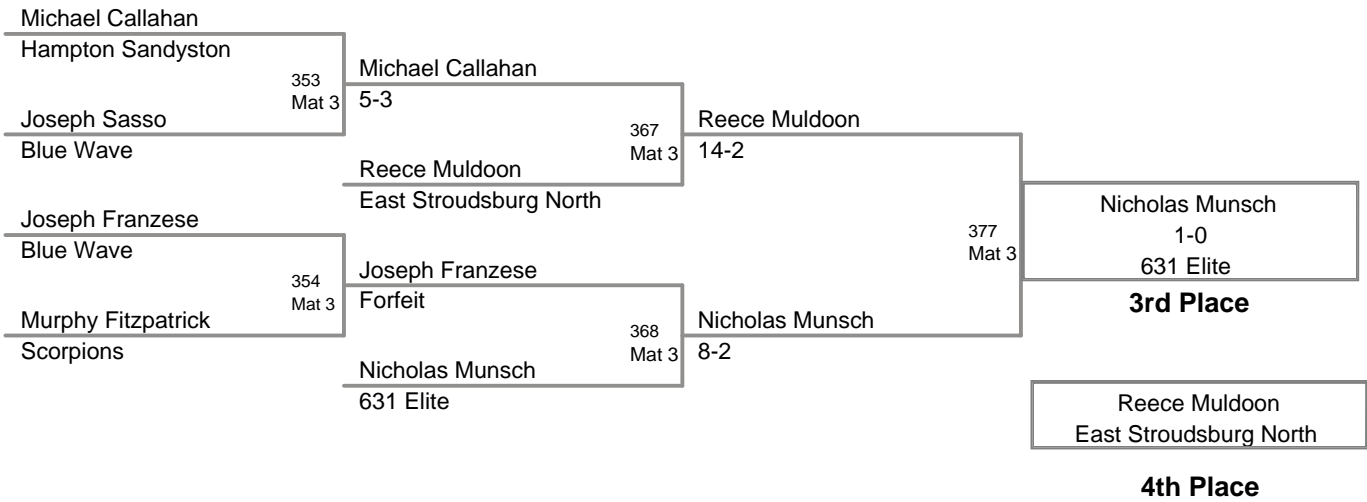 Michael Callahan
Hampton Sandyston
353
Mat 3
Michael Callahan
5-3
Joseph Sasso
Blue Wave
367
Mat 3
Reece Muldoon
14-2
Reece Muldoon
East Stroudsburg North
Joseph Franzese
Blue Wave
354
Mat 3
Joseph Franzese
Forfeit
Murphy Fitzpatrick
Scorpions
368
Mat 3
Nicholas Munsch
8-2
Nicholas Munsch
631 Elite
377
Mat 3
Nicholas Munsch
1-0
631 Elite
3rd Place
Reece Muldoon
East Stroudsburg North
4th Place